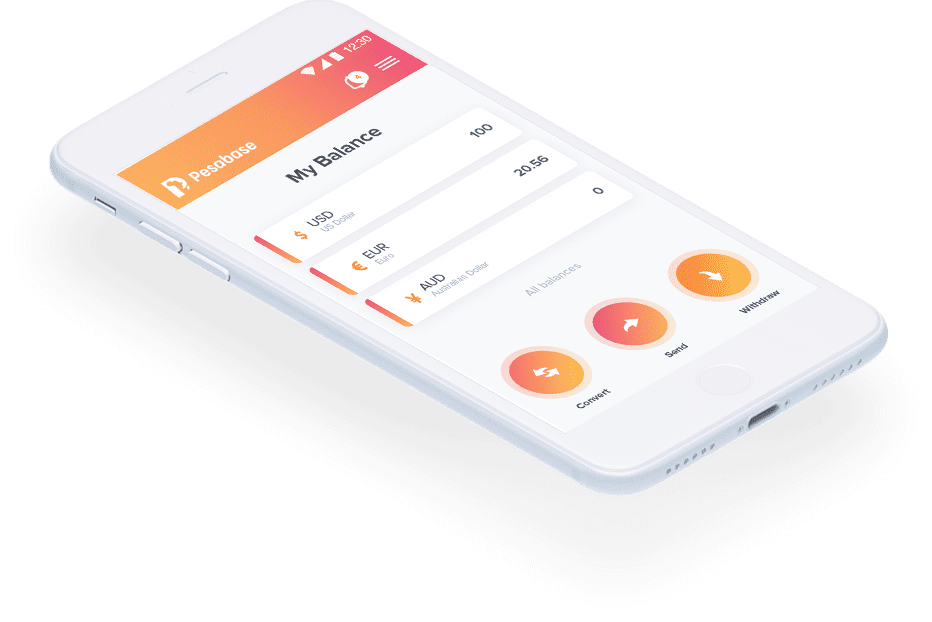 12:30
4
Pesabase
My Balance
$ USD 100
US Dollar
€ EUR 20.56
Euro
¥ AUD 0
Australian Dollar
All balances
Convert
Send
Withdraw